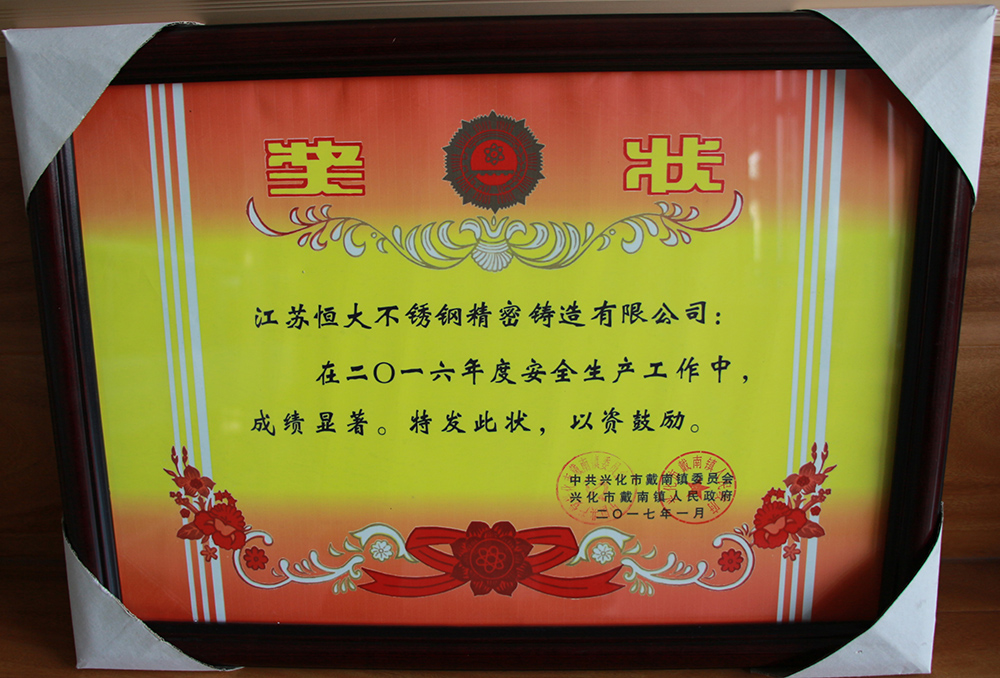 奖 状
江苏恒大不锈钢精密铸造有限公司：
在二〇一六年度安全生产工作中，
成绩显著。特发此状，以资鼓励。
中共兴化市戴南镇委员会
兴化市戴南镇人民政府
二〇一七年一月